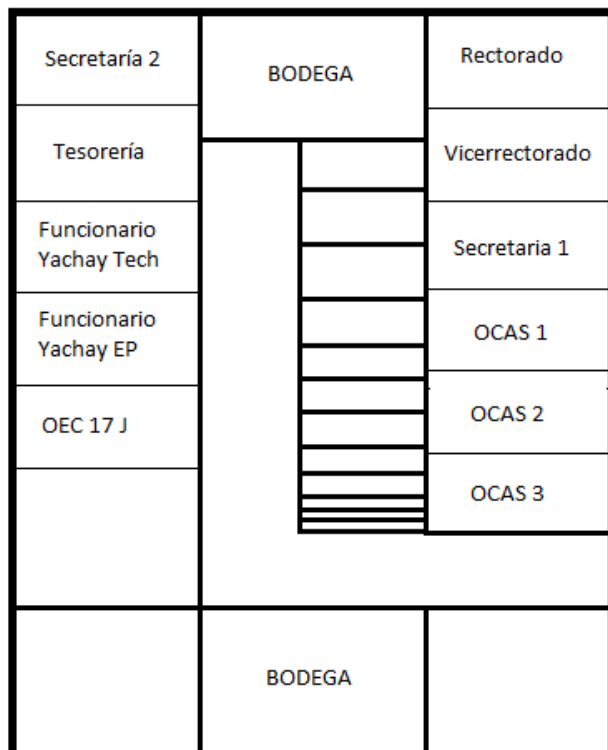 Secretaría 2
BODEGA
Rectorado
Tesorería
Vicerrectorado
Funcionario
Yachay Tech
Secretaria 1
Funcionario
Yachay EP
OCAS 1
OEC 17 J
OCAS 2
OCAS 3
BODEGA